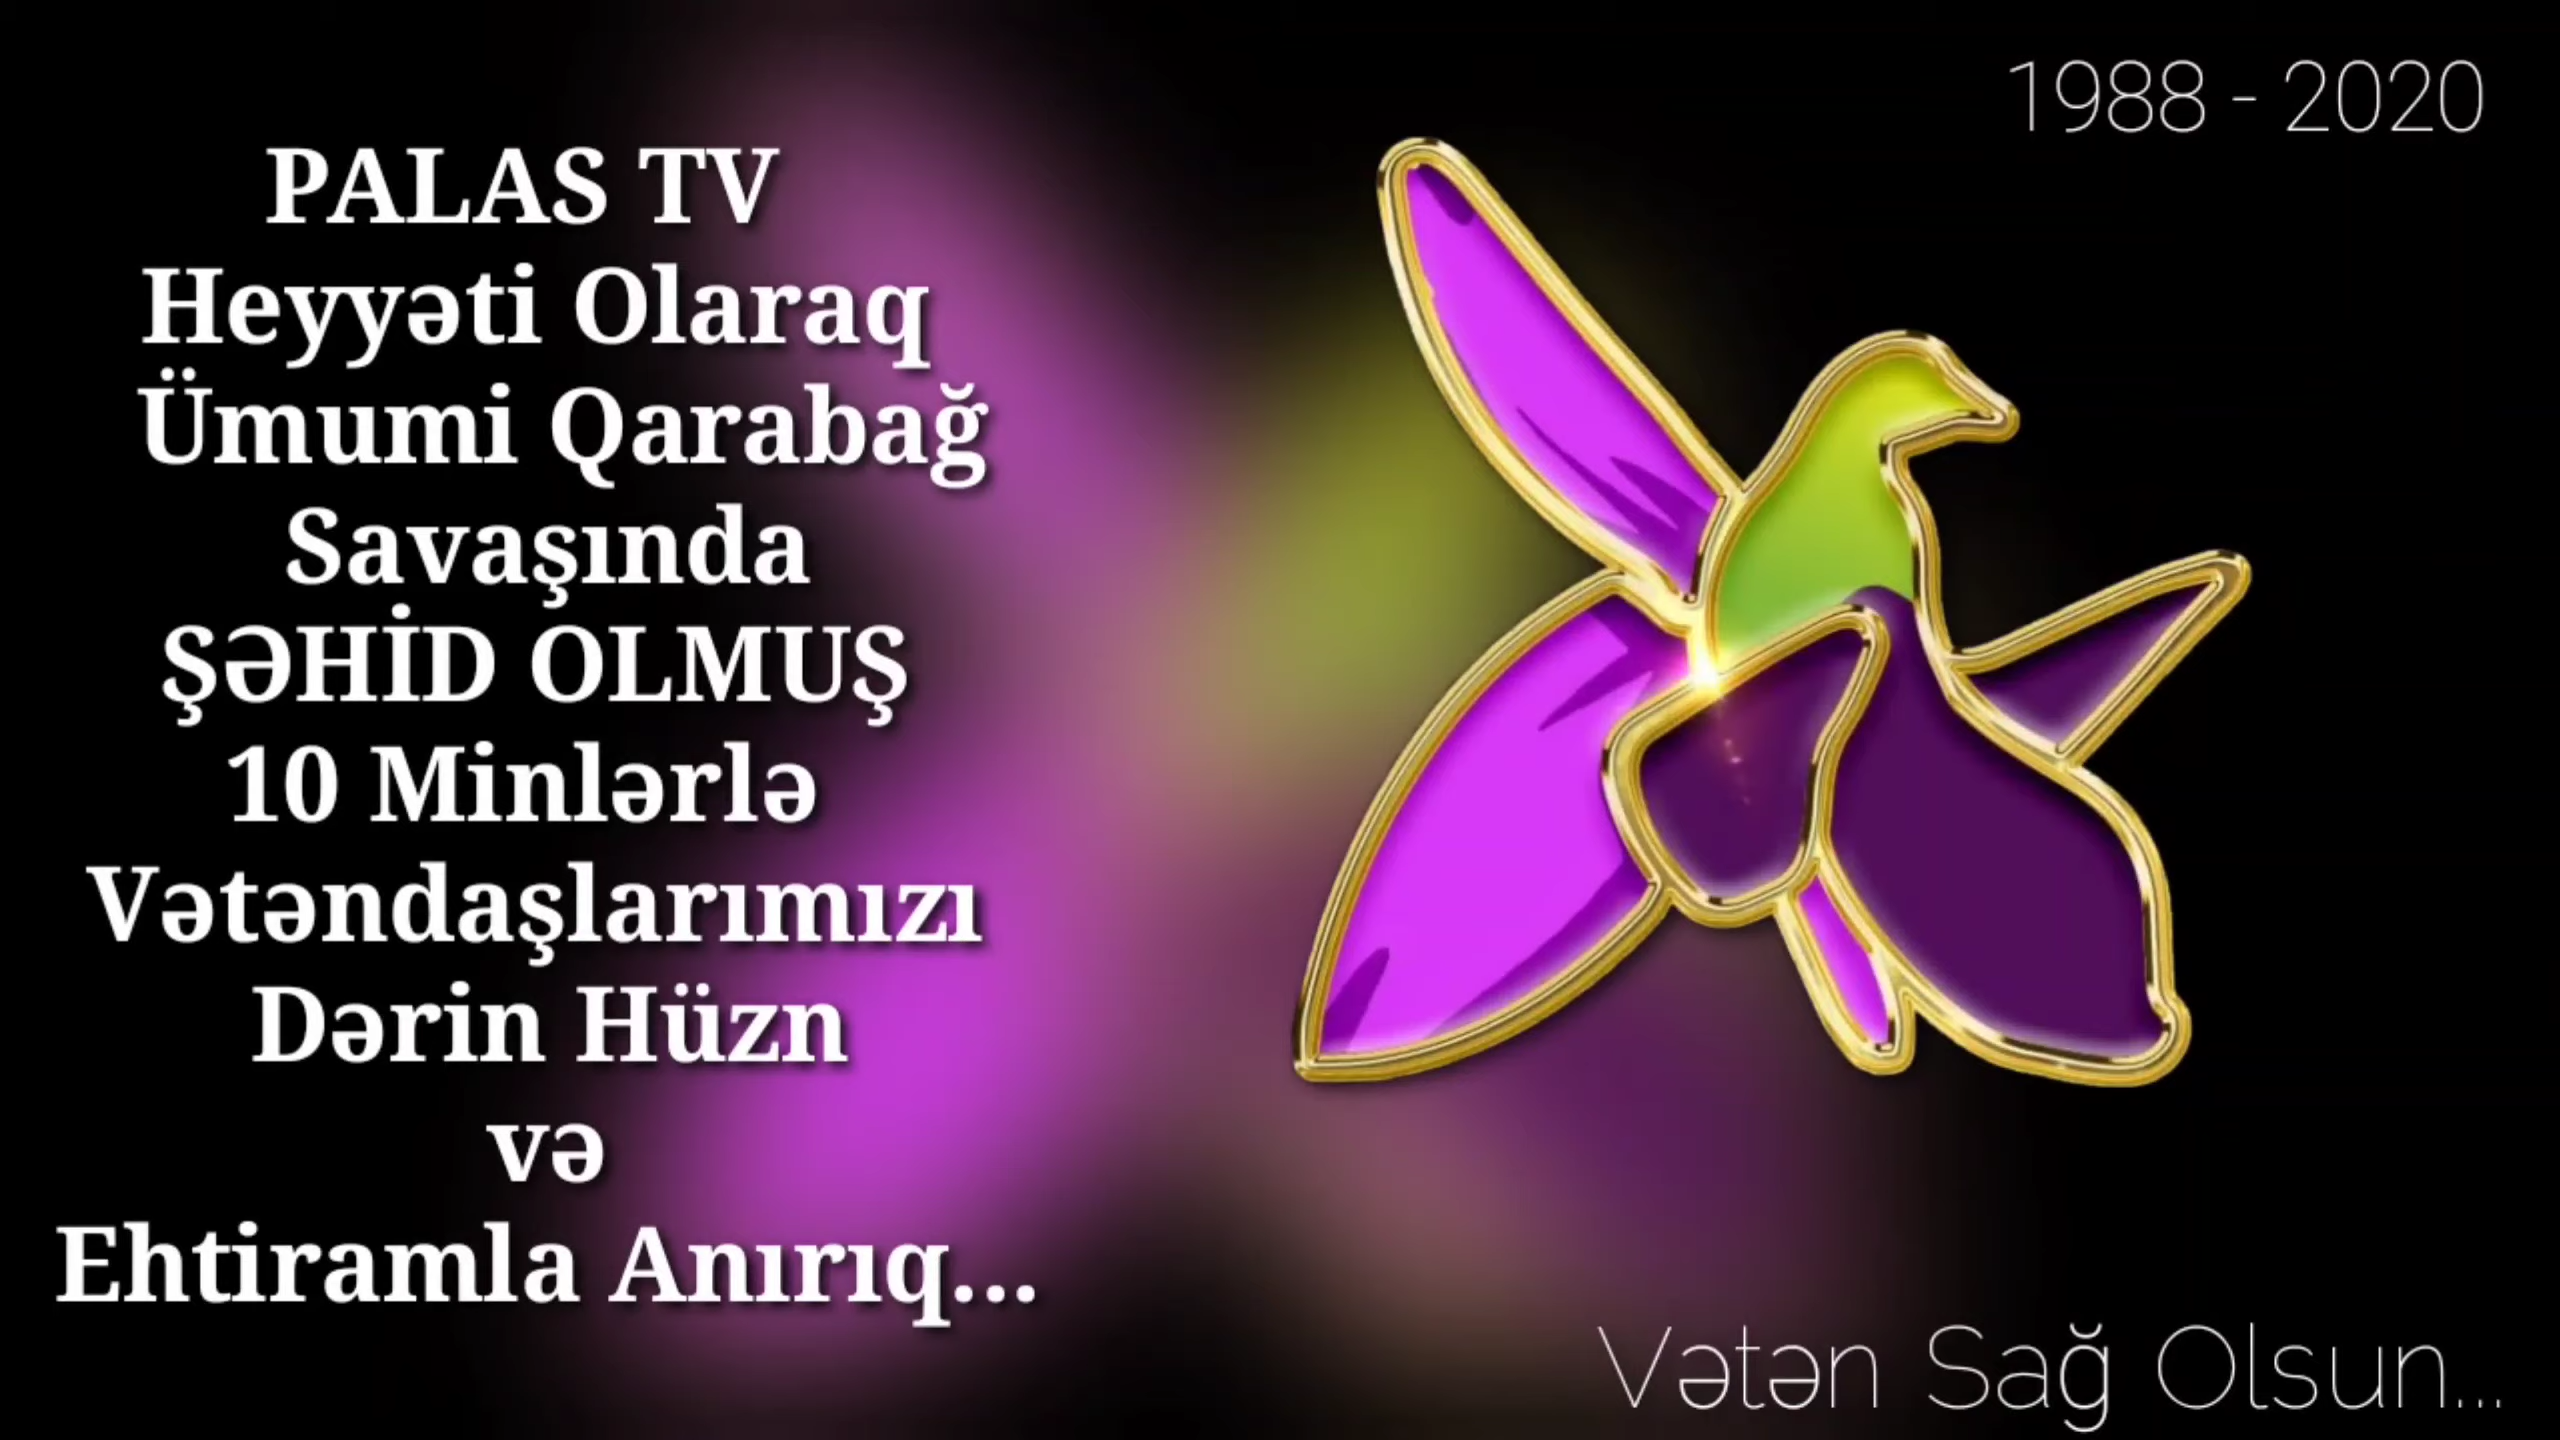 1988 - 2020
PALAS TV
Heyyəti Olaraq
Ümumi Qarabağ
Savaşında
ŞƏHİD OLMUŞ
10 Minlərlə
Vətəndaşlarımızı
Dərin Hüzn
və
Ehtiramla Anırıq...
Vətən Sağ Olsun...